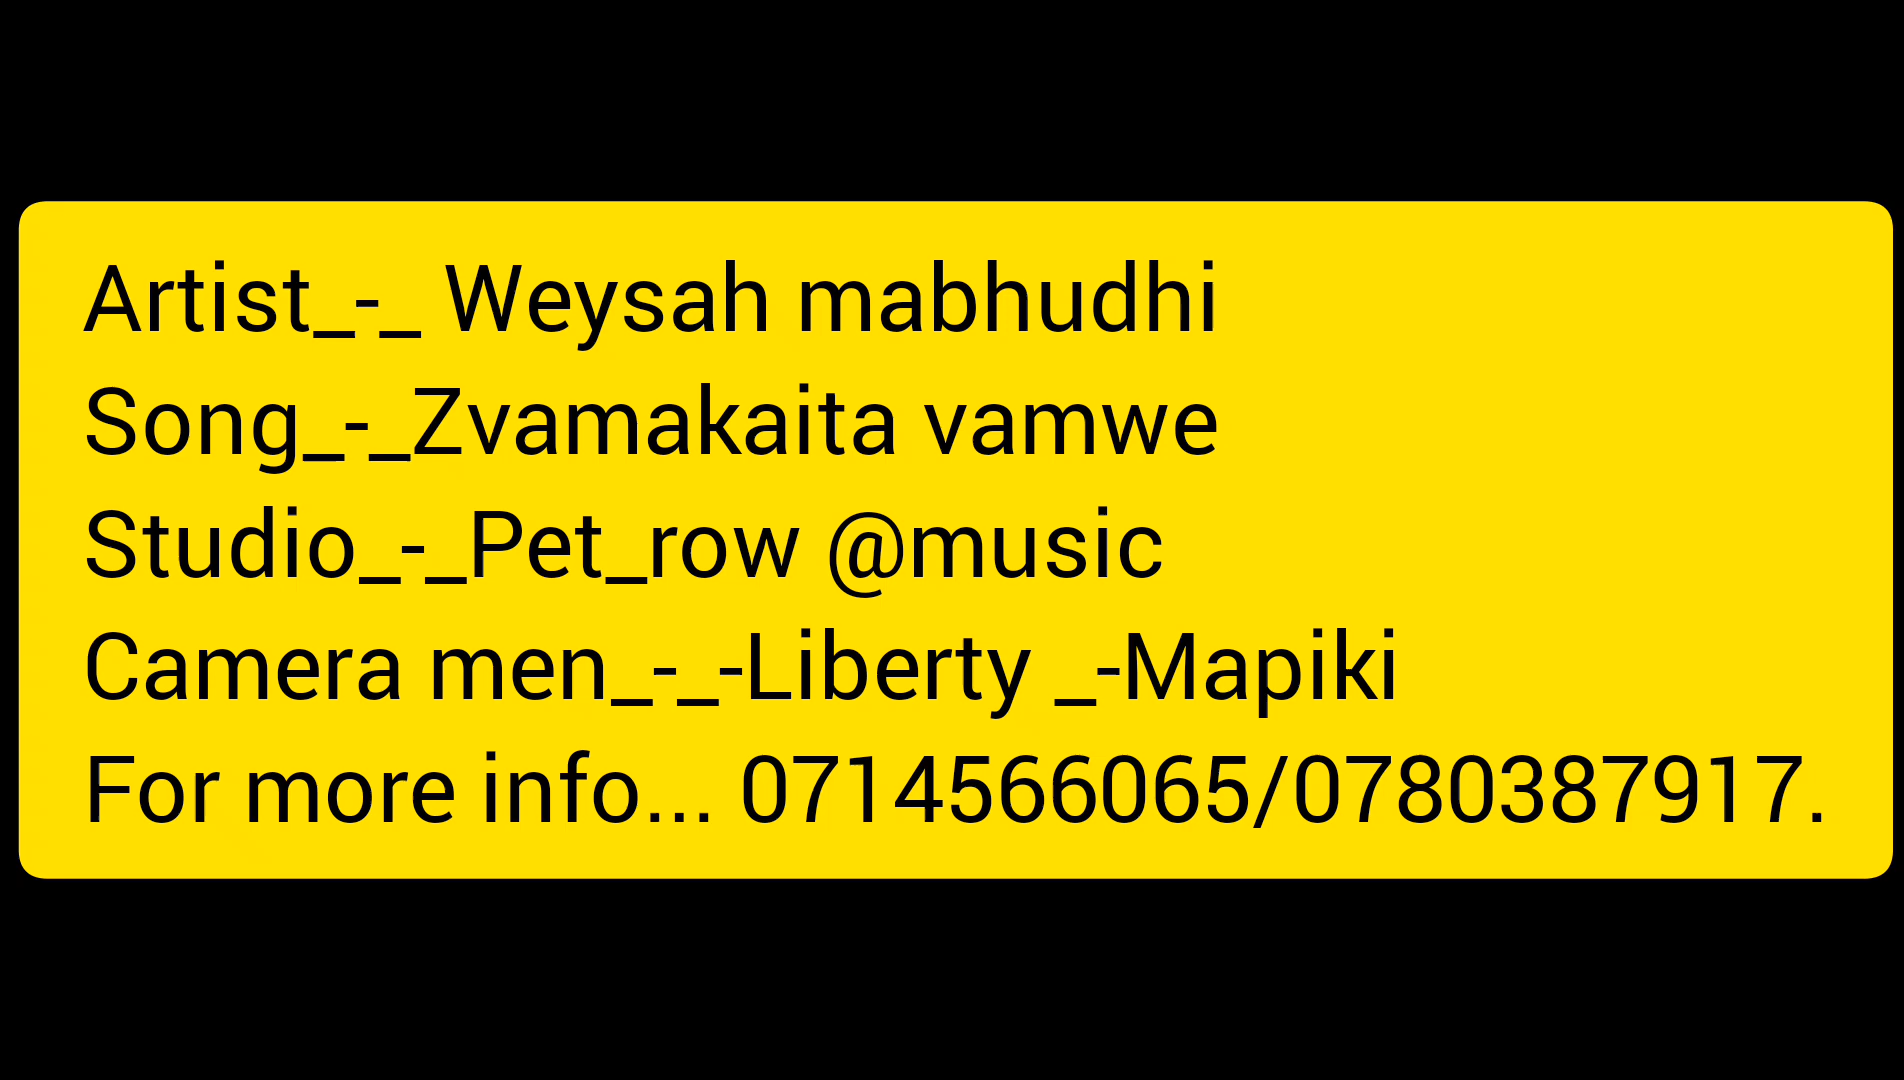 Artist_-_ Weysah mabhudhi
Song_-_Zvamakaita vamwe
Studio_-_Pet_row @music
Camera men_-_-Liberty _-Mapiki
For more info... 0714566065/0780387917.